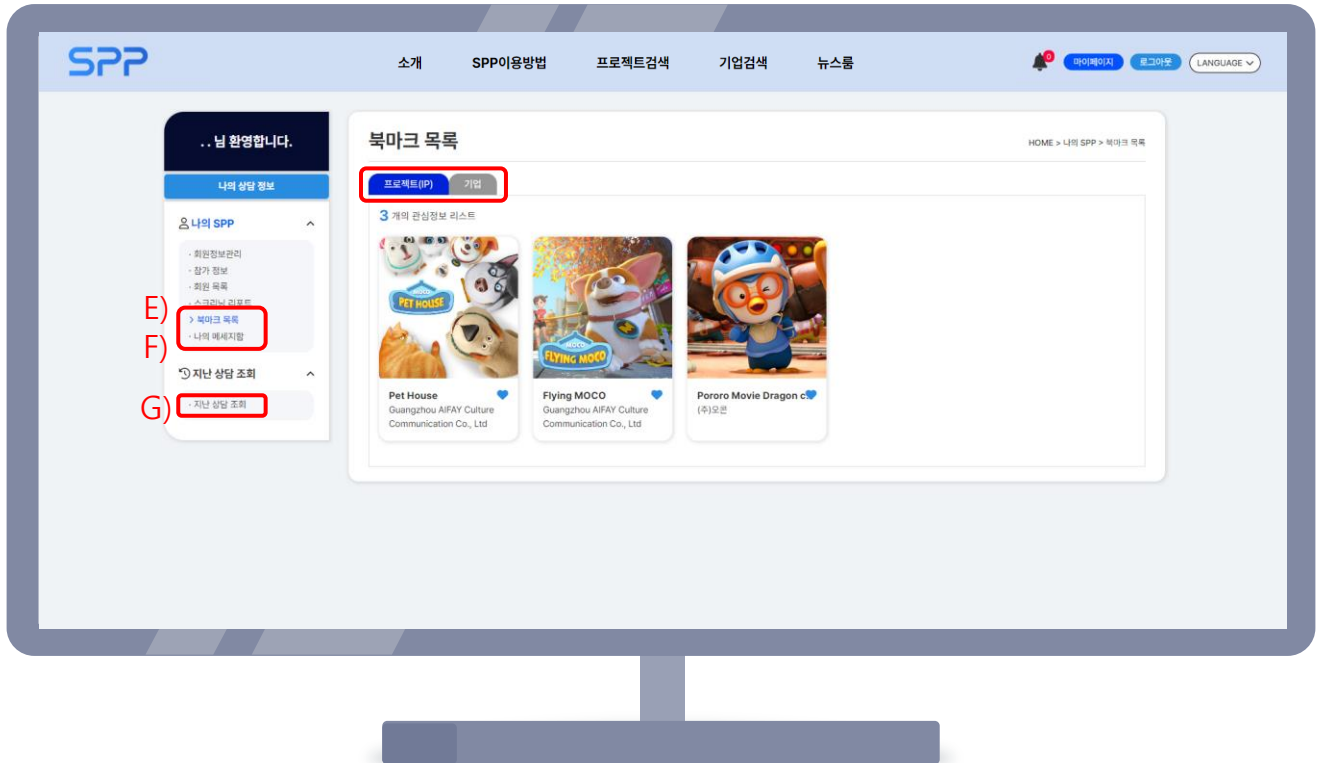 SPP
소개 SPP이용방법 프로젝트검색 기업검색 뉴스룸
0 마이페이지 로그아웃 LANGUAGE
. . 님 환영합니다.
나의 상담 정보
나의 SPP
· 회원정보관리
· 참가 정보
· 회원 목록
· 스크리닝 리포트
E) > 북마크 목록
F) · 나의 메세지함
지난 상담 조회
G) · 지난 상담 조회
북마크 목록
HOME > 나의 SPP > 북마크 목록
프로젝트(IP) 기업
3 개의 관심정보 리스트
MOCO
PET HOUSE
MOCO
FLYING MOCO
Pet House
Guangzhou AIFAY Culture
Communication Co., Ltd
Flying MOCO
Guangzhou AIFAY Culture
Communication Co., Ltd
Pororo Movie Dragon c
(주)오콘